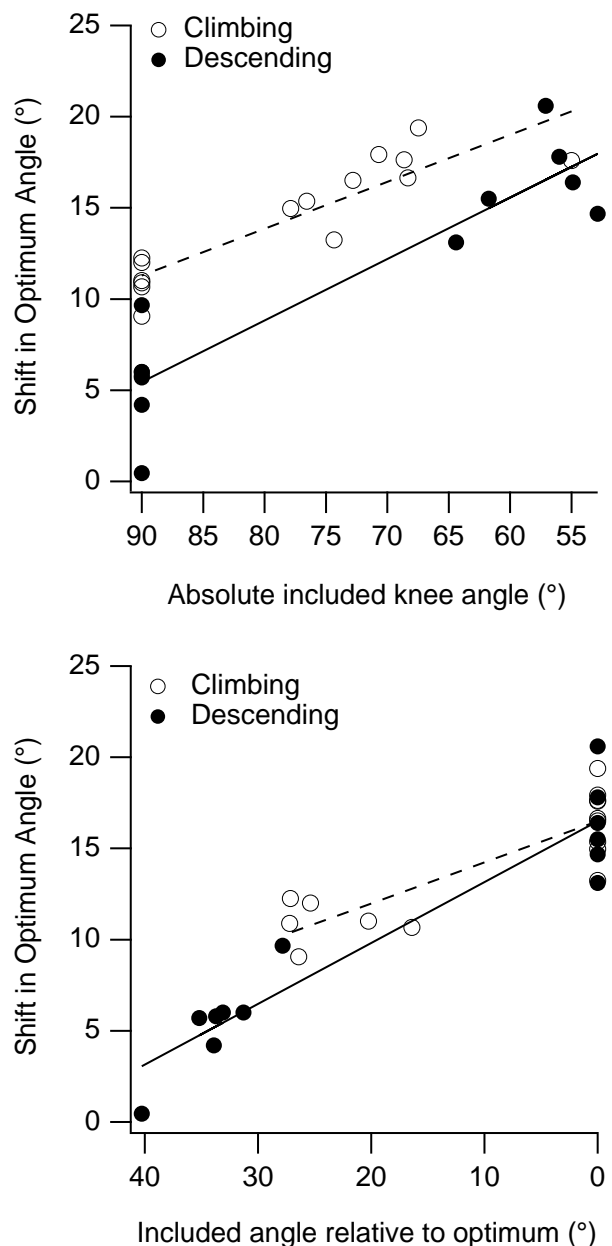 25
Climbing
Descending
20
15
10
5
0
Shift in Optimum Angle (°)
90 85 80 75 70 65 60 55
Absolute included knee angle (°)
25
Climbing
Descending
20
15
10
5
0
Shift in Optimum Angle (°)
40 30 20 10 0
Included angle relative to optimum (°)